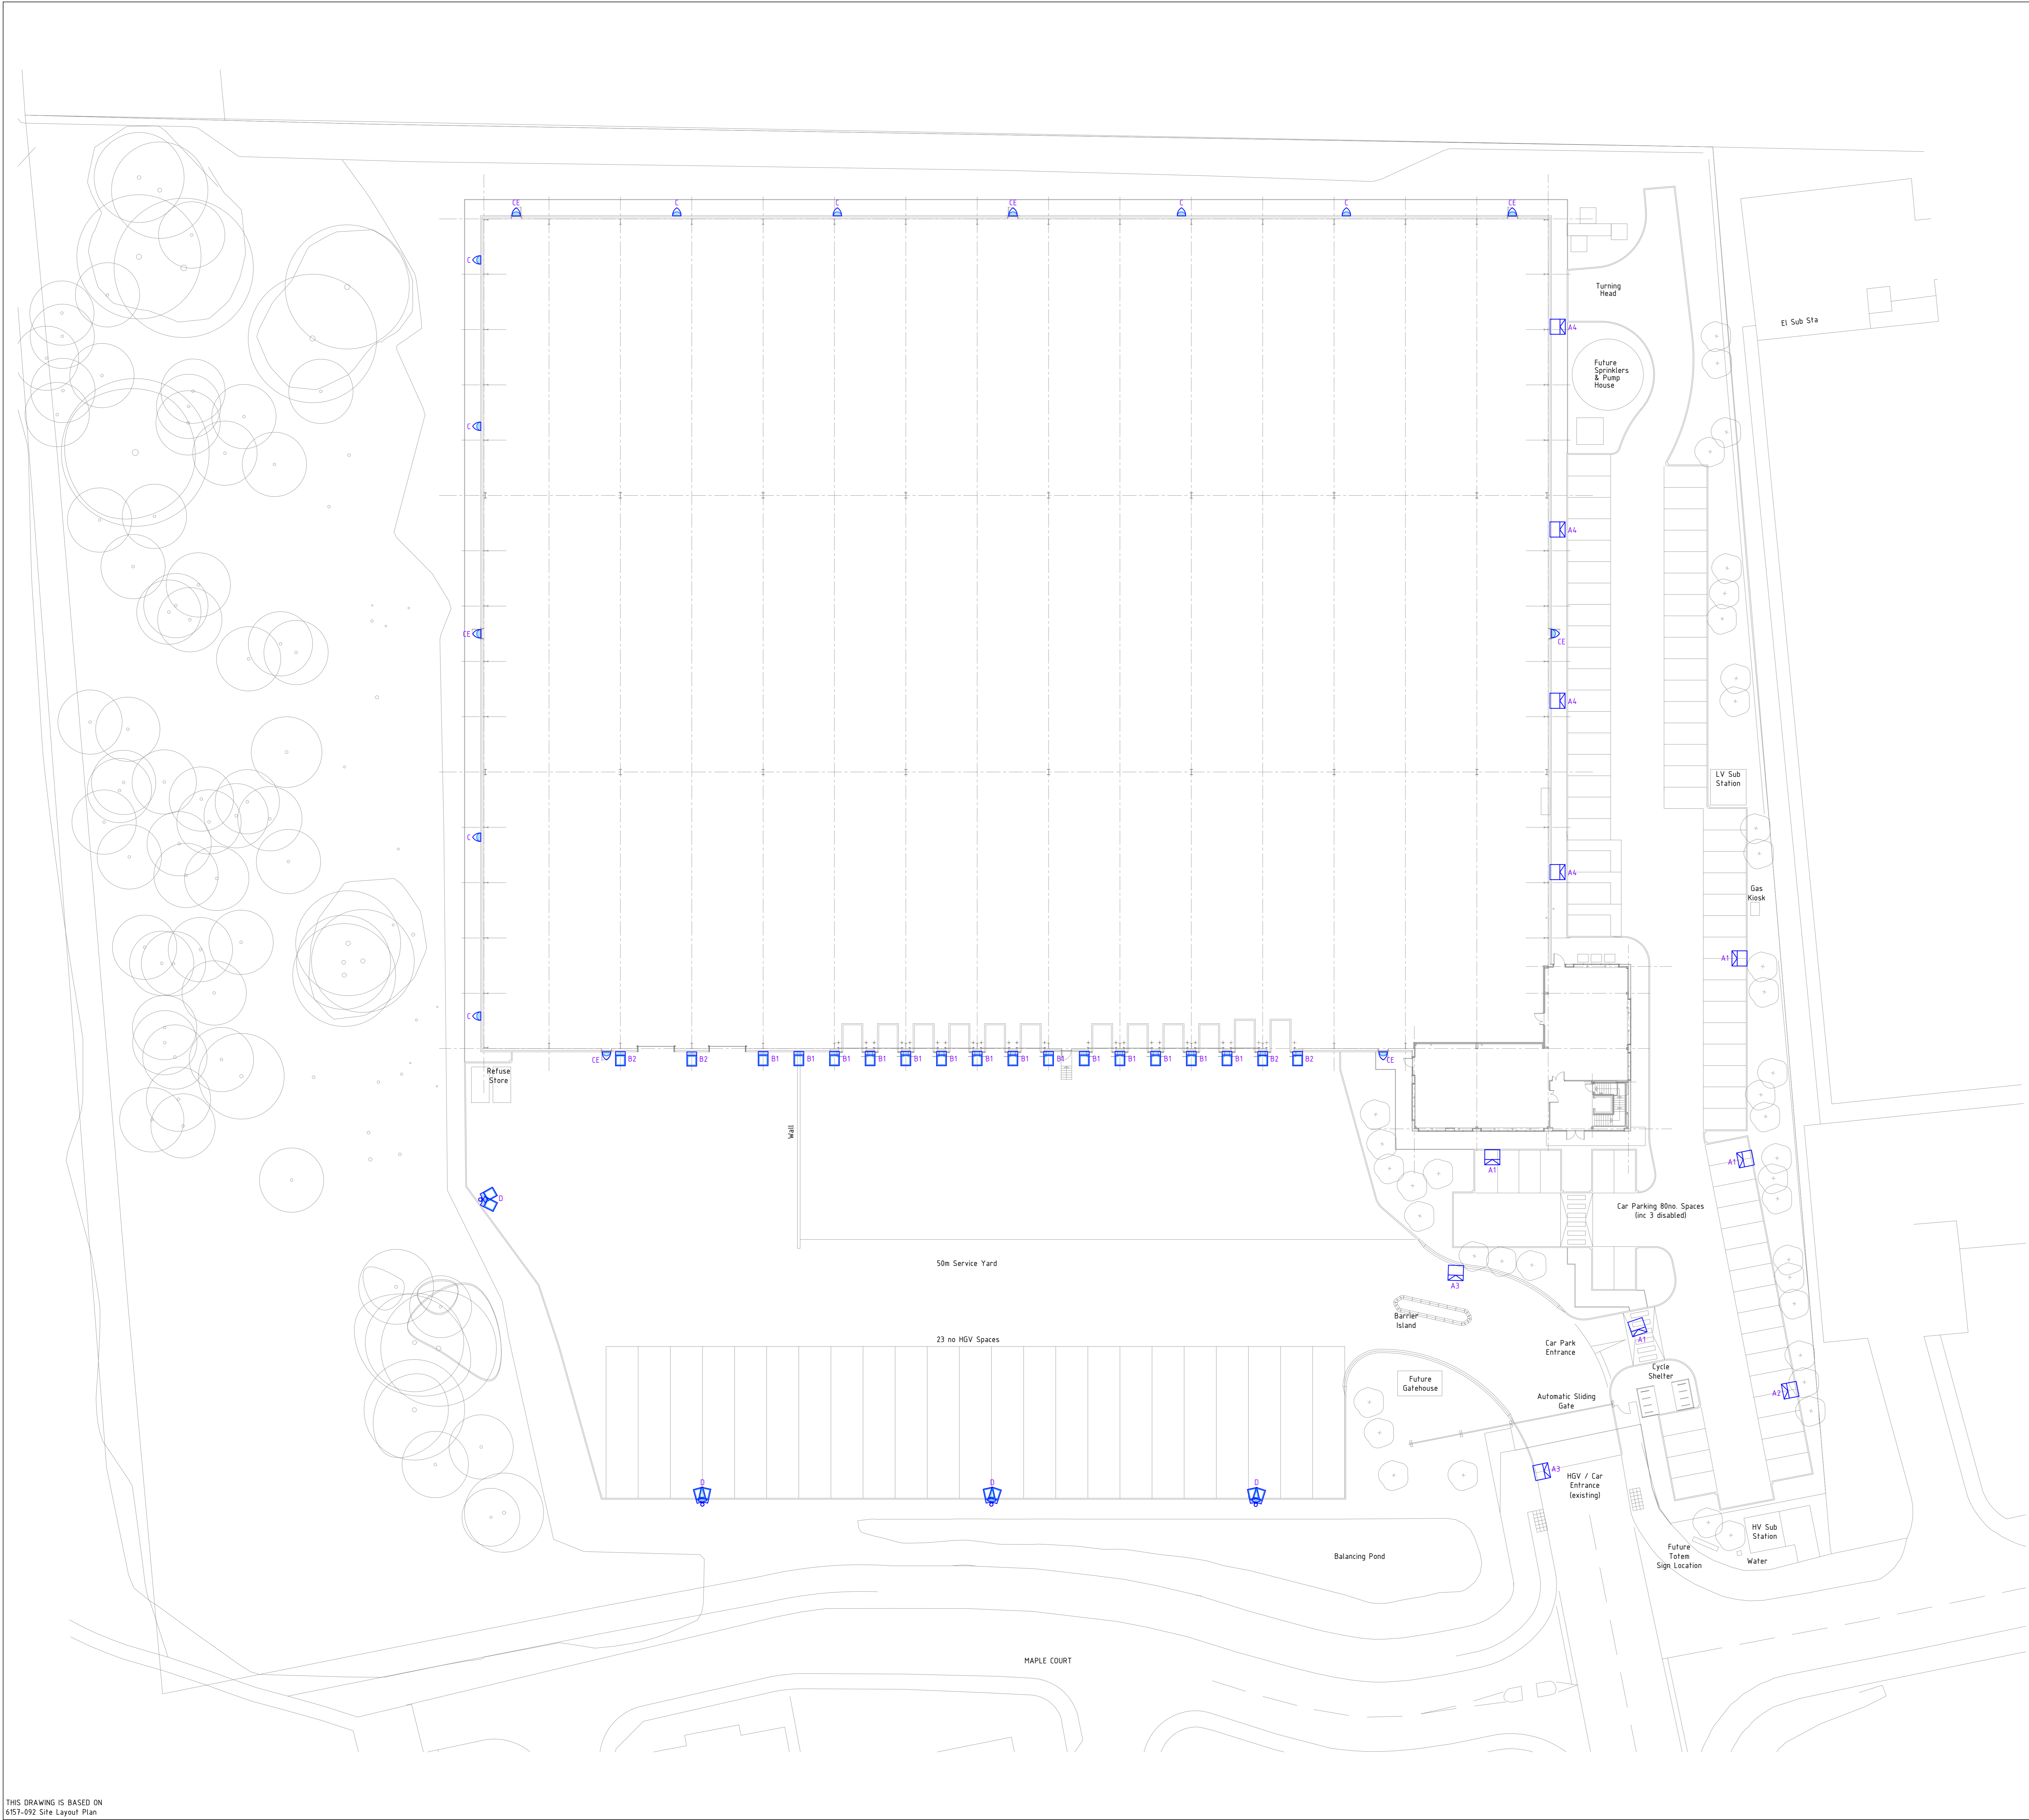 CE
C
C
CE
C
C
CE
C
Turning
Head
A4
El Sub Sta
Future
Sprinklers
& Pump
House
C
A4
CE
CE
A4
LV Sub
Station
C
A4
Gas
Kiosk
A1
C
CE
B2
B2
B1
B1
B1
B1
B1
B1
B1
B1
B1
B1
B1
B1
B1
B1
B2
B2
CE
Refuse
Store
Wall
A1
A1
D
Car Parking 80no. Spaces
(inc 3 disabled)
50m Service Yard
A3
Barrier
Island
23 no HGV Spaces
A1
Car Park
Entrance
Cycle
Shelter
Future
Gatehouse
A2
Automatic Sliding
Gate
A3
HGV / Car
Entrance
(existing)
D
D
D
HV Sub
Station
Future
Totem
Sign Location
Water
Balancing Pond
MAPLE COURT
THIS DRAWING IS BASED ON
6157-092 Site Layout Plan